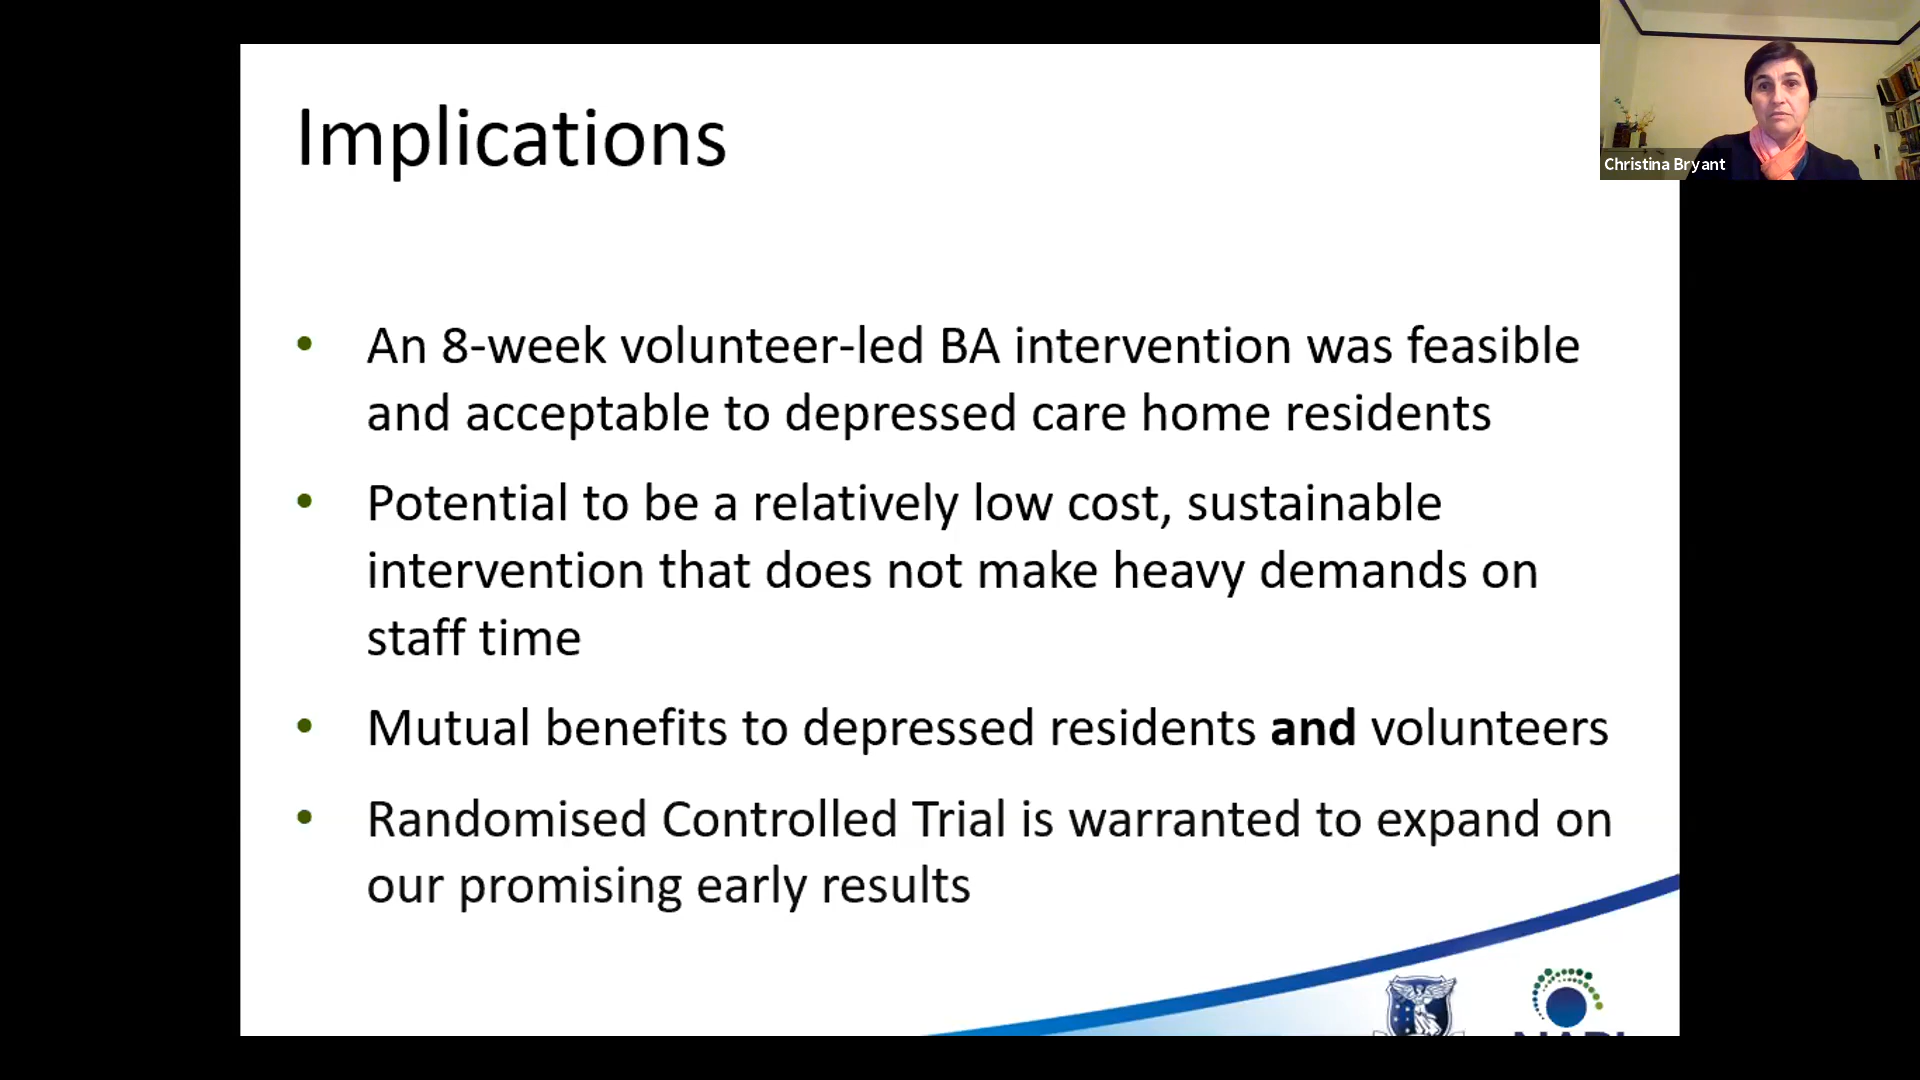 Implications
Christina Bryant
• An 8-week volunteer-led BA intervention was feasible
and acceptable to depressed care home residents
• Potential to be a relatively low cost, sustainable
intervention that does not make heavy demands on
staff time
• Mutual benefits to depressed residents and volunteers
• Randomised Controlled Trial is warranted to expand on
our promising early results